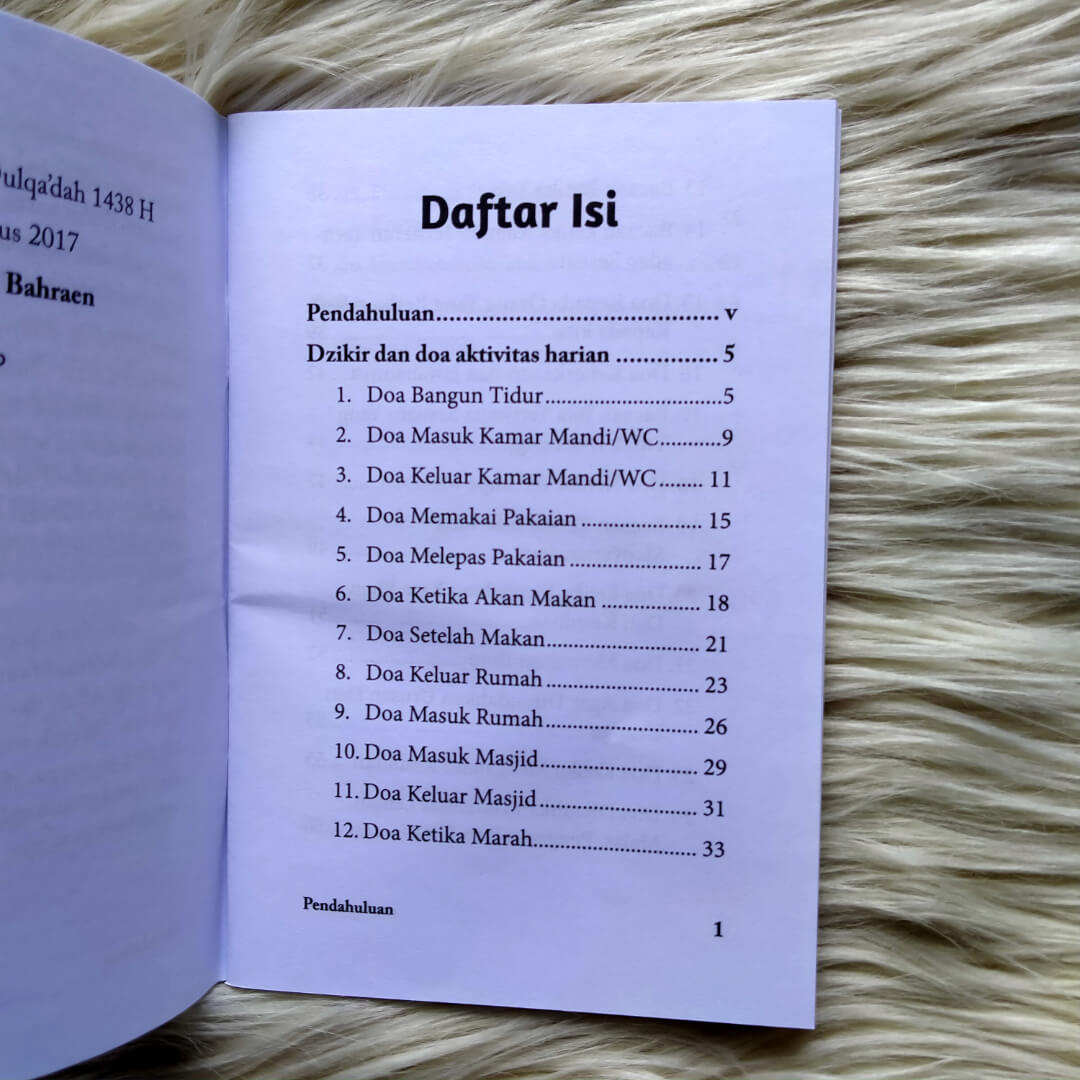 ulqa'dah 1438 H
us 2017
Bahraen
Daftar Isi
Pendahuluan........................................... v
Dzikir dan doa aktivitas harian ................ 5
1. Doa Bangun Tidur................................5
2. Doa Masuk Kamar Mandi/WC...........9
3. Doa Keluar Kamar Mandi/WC........ 11
4. Doa Memakai Pakaian ...................... 15
5. Doa Melepas Pakaian ........................ 17
6. Doa Ketika Akan Makan .................. 18
7. Doa Setelah Makan............................ 21
8. Doa Keluar Rumah ............................ 23
9. Doa Masuk Rumah............................ 26
10. Doa Masuk Masjid............................. 29
11. Doa Keluar Masjid............................. 31
12. Doa Ketika Marah.............................. 33
Pendahuluan
1